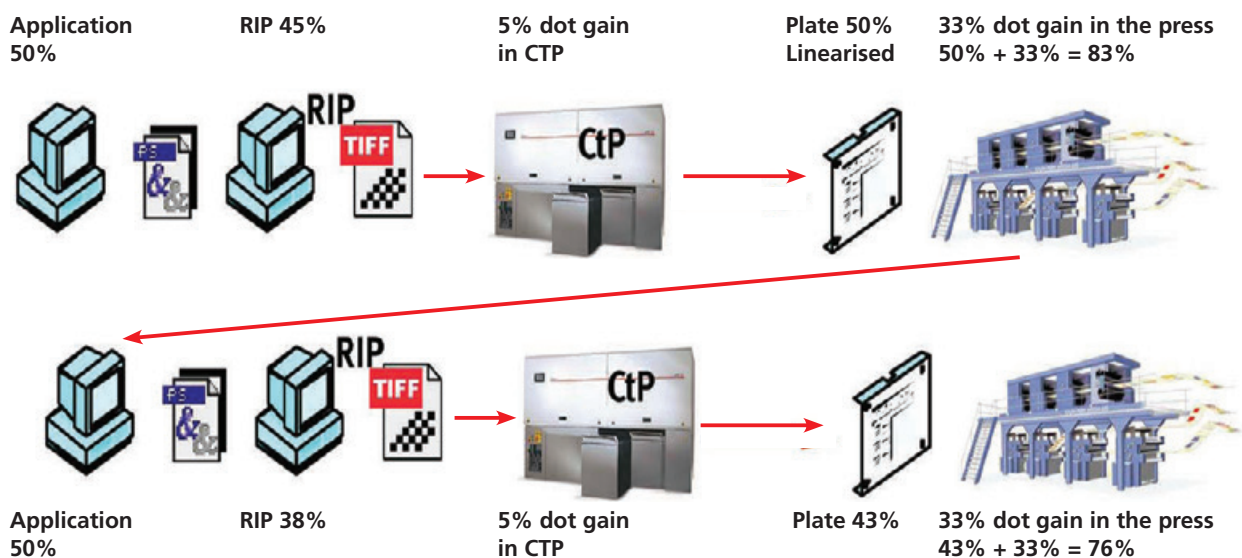 Application
50%
RIP 45%
5% dot gain
in CTP
Plate 50%
Linearised
33% dot gain in the press
50% + 33% = 83%
PS
&
&
RIP
TIFF
CtP
PS
&
&
RIP
TIFF
CtP
Application
50%
RIP 38%
5% dot gain
in CTP
Plate 43%
33% dot gain in the press
43% + 33% = 76%